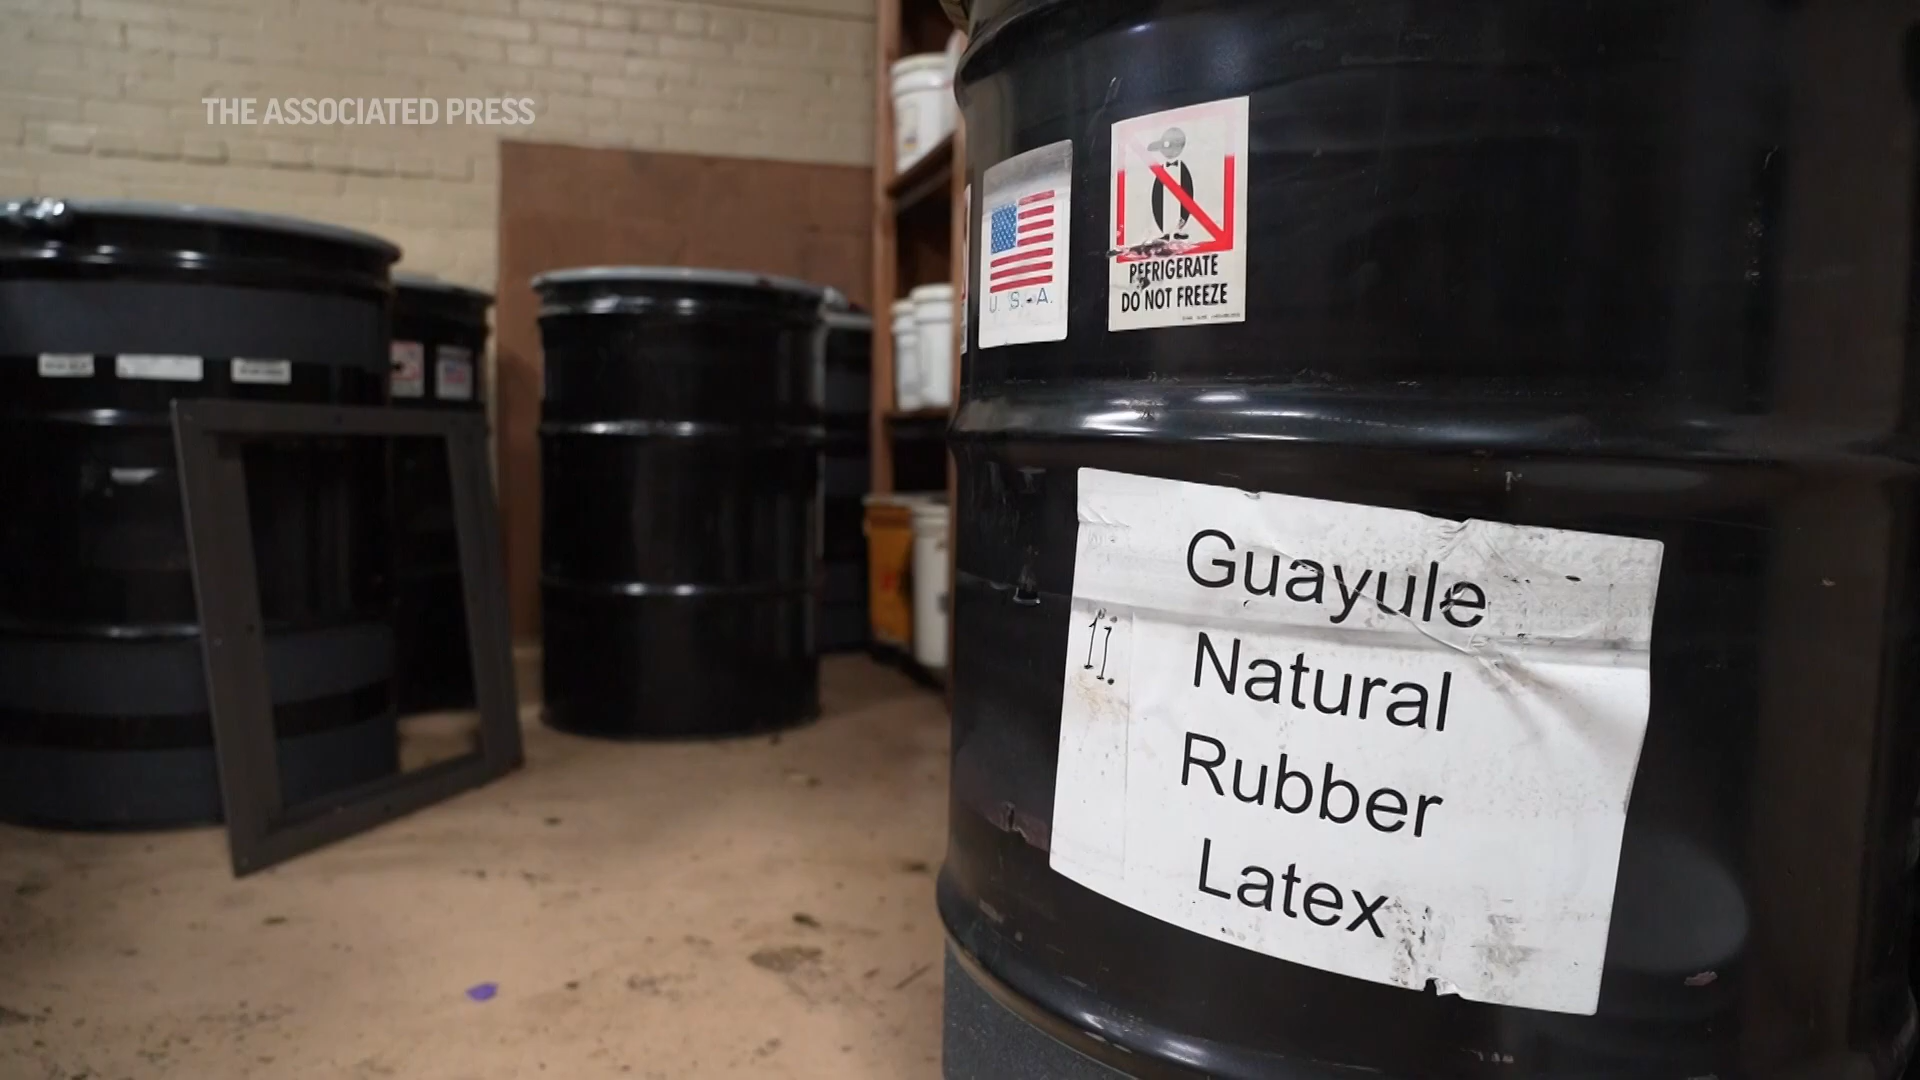 THE ASSOCIATED PRESS
U.S.A.
REFRIGERATE
DO NOT FREEZE
Guayule
Natural
Rubber
Latex